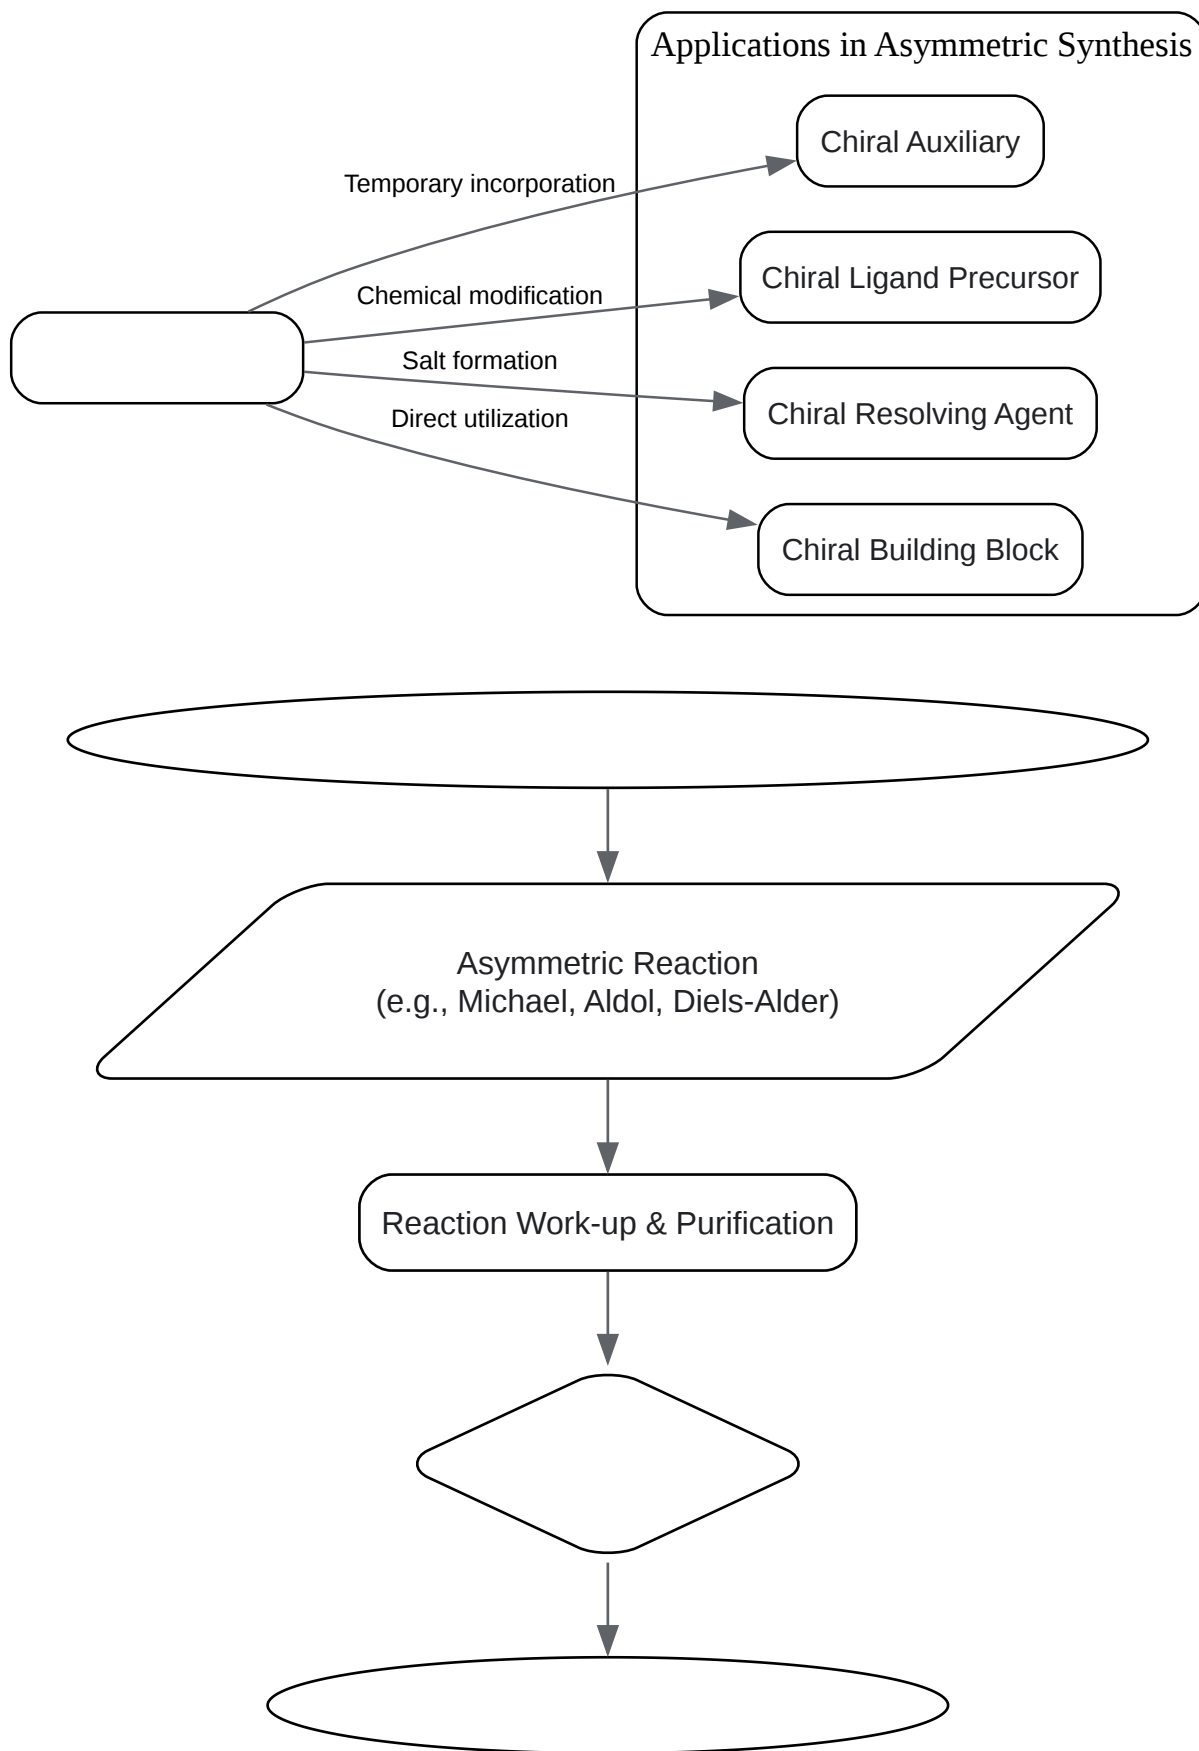 Applications in Asymmetric Synthesis
Chiral Auxiliary
Temporary incorporation
Chiral Ligand Precursor
Chemical modification
Salt formation
Chiral Resolving Agent
Direct utilization
Chiral Building Block
Asymmetric Reaction
(e.g., Michael, Aldol, Diels-Alder)
Reaction Work-up & Purification